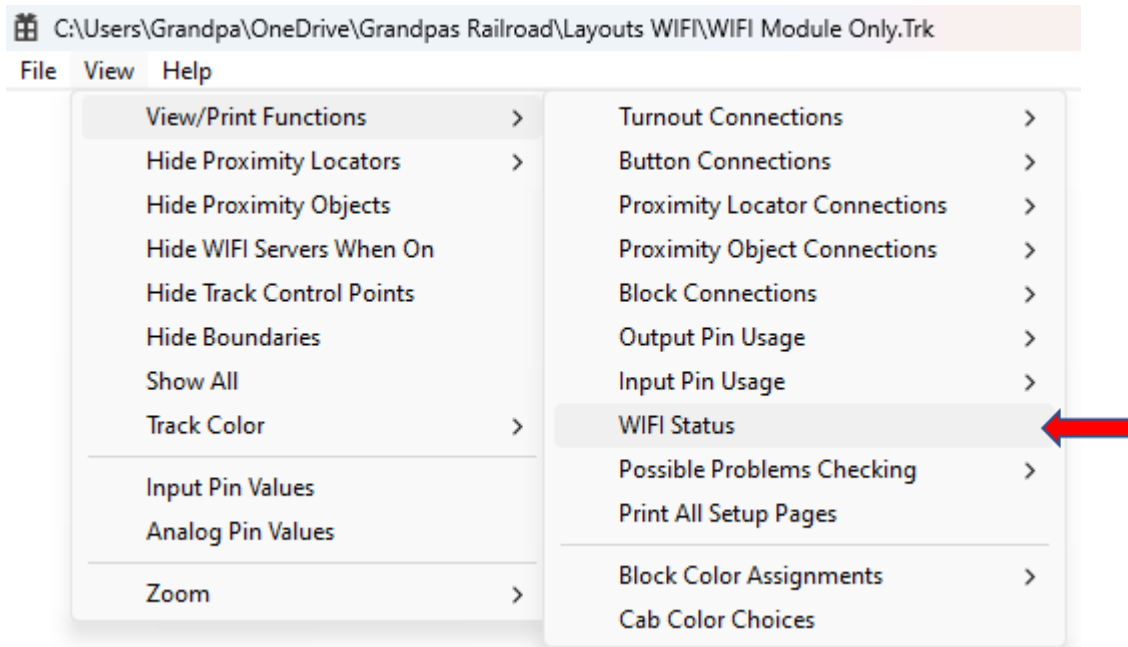 C:\Users\Grandpa\OneDrive\Grandpas Railroad\Layouts WIFI\WIFI Module Only.Trk
File View Help
View/Print Functions
Hide Proximity Locators
Hide Proximity Objects
Hide WIFI Servers When On
Hide Track Control Points
Hide Boundaries
Show All
Track Color
Input Pin Values
Analog Pin Values
Zoom
Turnout Connections
Button Connections
Proximity Locator Connections
Proximity Object Connections
Block Connections
Output Pin Usage
Input Pin Usage
WIFI Status
Possible Problems Checking
Print All Setup Pages
Block Color Assignments
Cab Color Choices